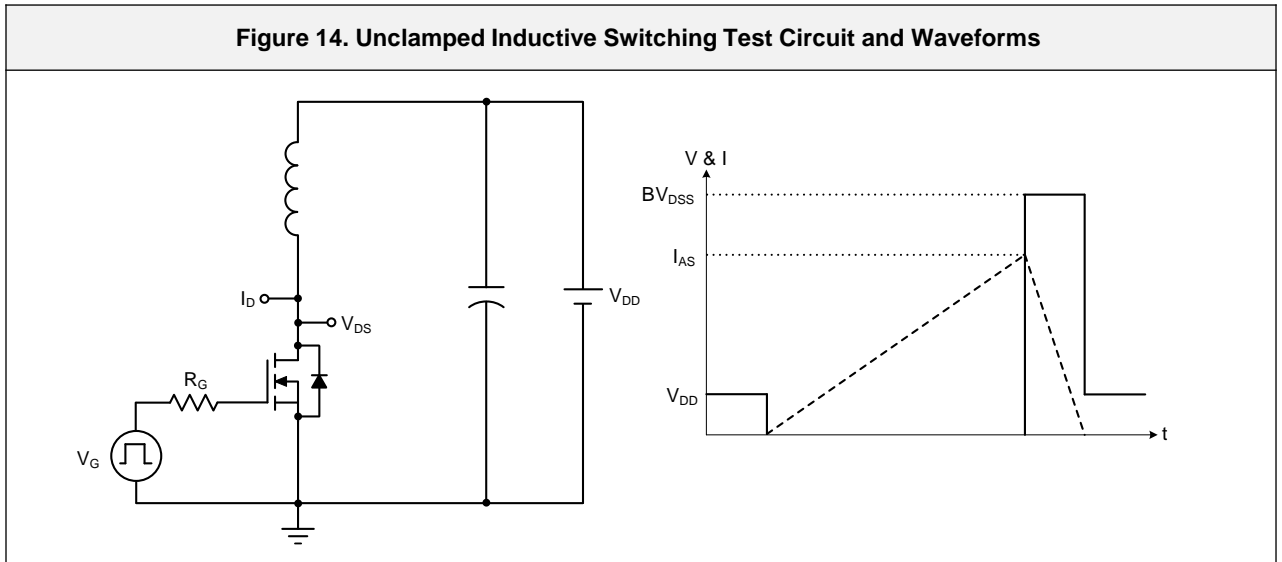 Figure 14. Unclamped Inductive Switching Test Circuit and Waveforms
V & I
BV_DSS
I_AS
I_D
V_DS
V_DD
R_G
V_DD
t
V_G